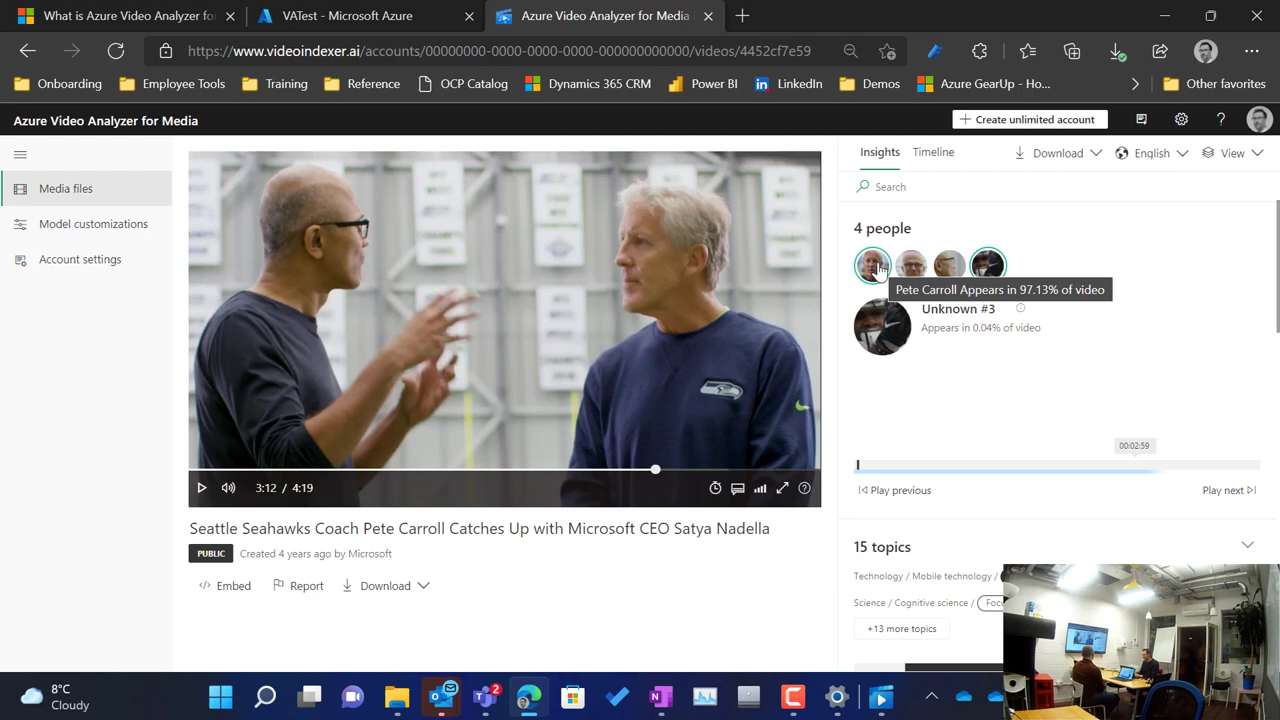 What is Azure Video Analyzer for
VATest - Microsoft Azure
Azure Video Analyzer for Media
https://www.videoindexer.ai/accounts/00000000-0000-0000-0000-000000000000/videos/4452cf7e59
Onboarding
Employee Tools
Training
Reference
OCP Catalog
Dynamics 365 CRM
Power BI
LinkedIn
Demos
Azure GearUp - Ho...
Other favorites
Azure Video Analyzer for Media
Create unlimited account
Media files
Model customizations
Account settings
Insights
Timeline
Download
English
View
Search
4 people
Pete Carroll Appears in 97.13% of video
Unknown #3
Appears in 0.04% of video
00:02:59
Play previous
Play next
3:12 / 4:19
Seattle Seahawks Coach Pete Carroll Catches Up with Microsoft CEO Satya Nadella
PUBLIC
Created 4 years ago by Microsoft
Embed
Report
Download
15 topics
Technology / Mobile technology /
Science / Cognitive science /
+13 more topics
8°C
Cloudy
2